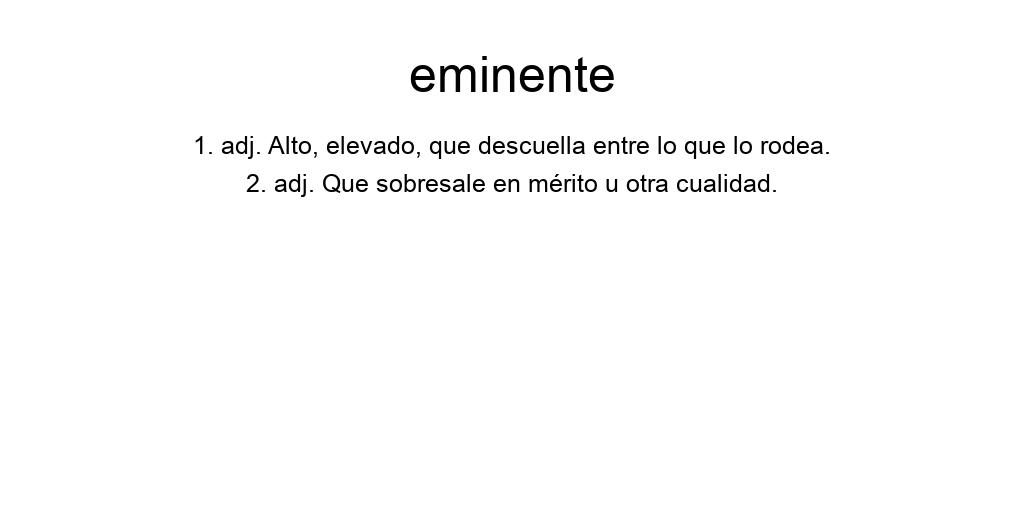 eminente
1. adj. Alto, elevado, que descuella entre lo que lo rodea.
2. adj. Que sobresale en mérito u otra cualidad.